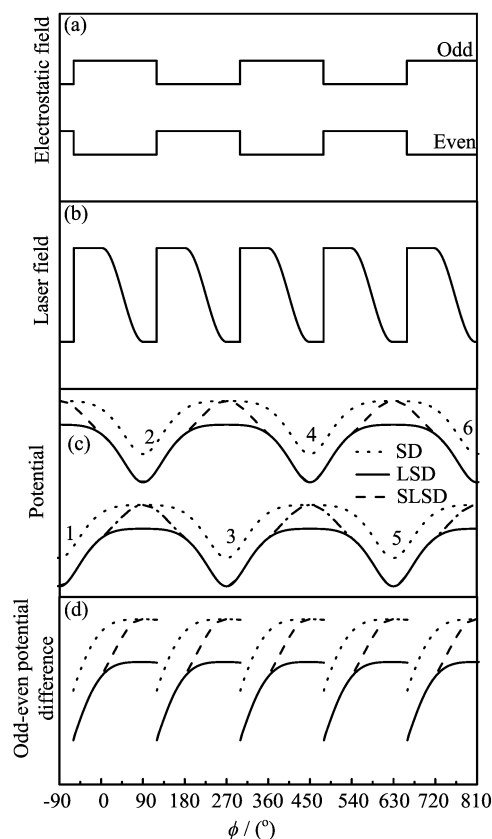 (a)
Electrostatic field
Odd
Even
(b)
Laser field
(c)
Potential
2
4
6
SD
LSD
SLSD
1
3
5
(d)
Odd-even potential
difference
-90 0 90 180 270 360 450 540 630 720 810
ϕ / (º)